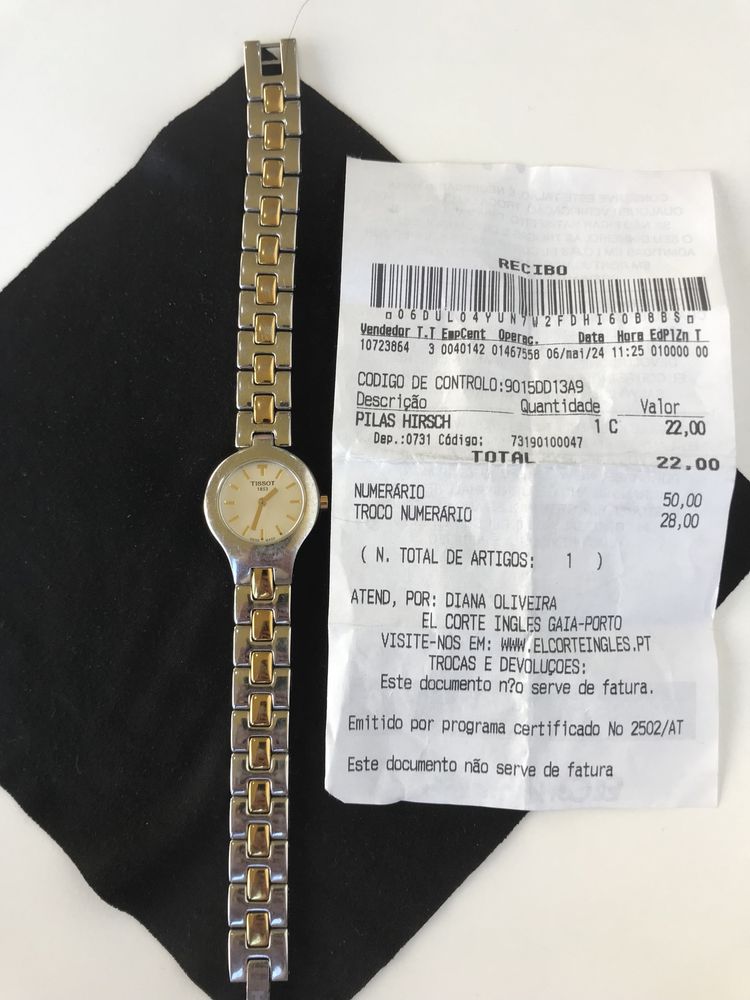 TISSOT
1853
SWISS MADE
RECIBO
06DUL04YUN7W2FDHI60B8BS
Vendedor T.T EmpCent Operac. Data Hora EdPlZn T
10723864 3 0040142 01467558 06/mai/24 11:25 010000 00
CODIGO DE CONTROLO:9015DD13A9
Descrição Quantidade Valor
PILAS HIRSCH 1 C 22,00
Dep.:0731 Código: 73190100047
TOTAL 22,00
NUMERÁRIO 50,00
TROCO NUMERÁRIO 28,00
( N. TOTAL DE ARTIGOS: 1 )
ATEND, POR: DIANA OLIVEIRA
EL CORTE INGLES GAIA-PORTO
VISITE-NOS EM: WWW.ELCORTEINGLES.PT
TROCAS E DEVOLUÇOES:
Este documento n?o serve de fatura.
Emitido por programa certificado No 2502/AT
Este documento não serve de fatura